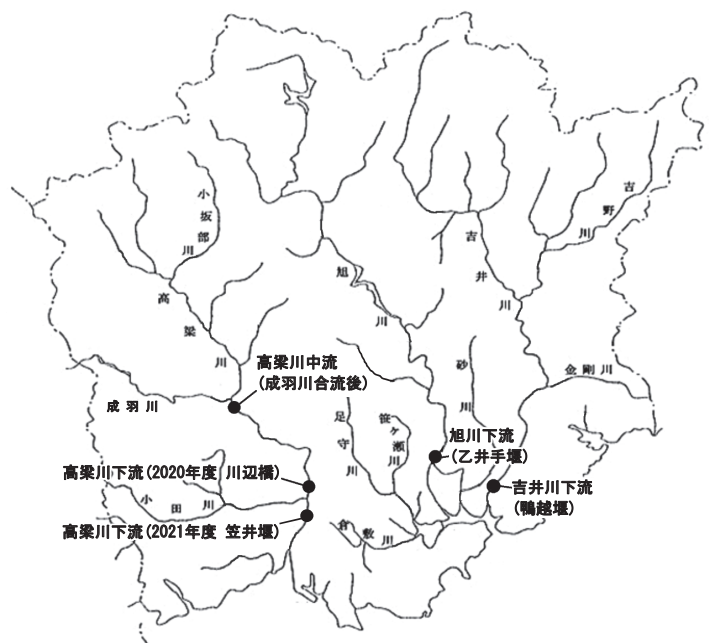 小坂部川
高梁川
旭川
吉井川
吉野川
高梁川中流
(成羽川合流後)
成羽川
金剛川
砂川
足守川
笹ヶ瀬川
旭川下流
(乙井手堰)
高梁川下流(2020年度 川辺橋)
吉井川下流
(鴨越堰)
小田川
高梁川下流(2021年度 笠井堰)
倉敷川